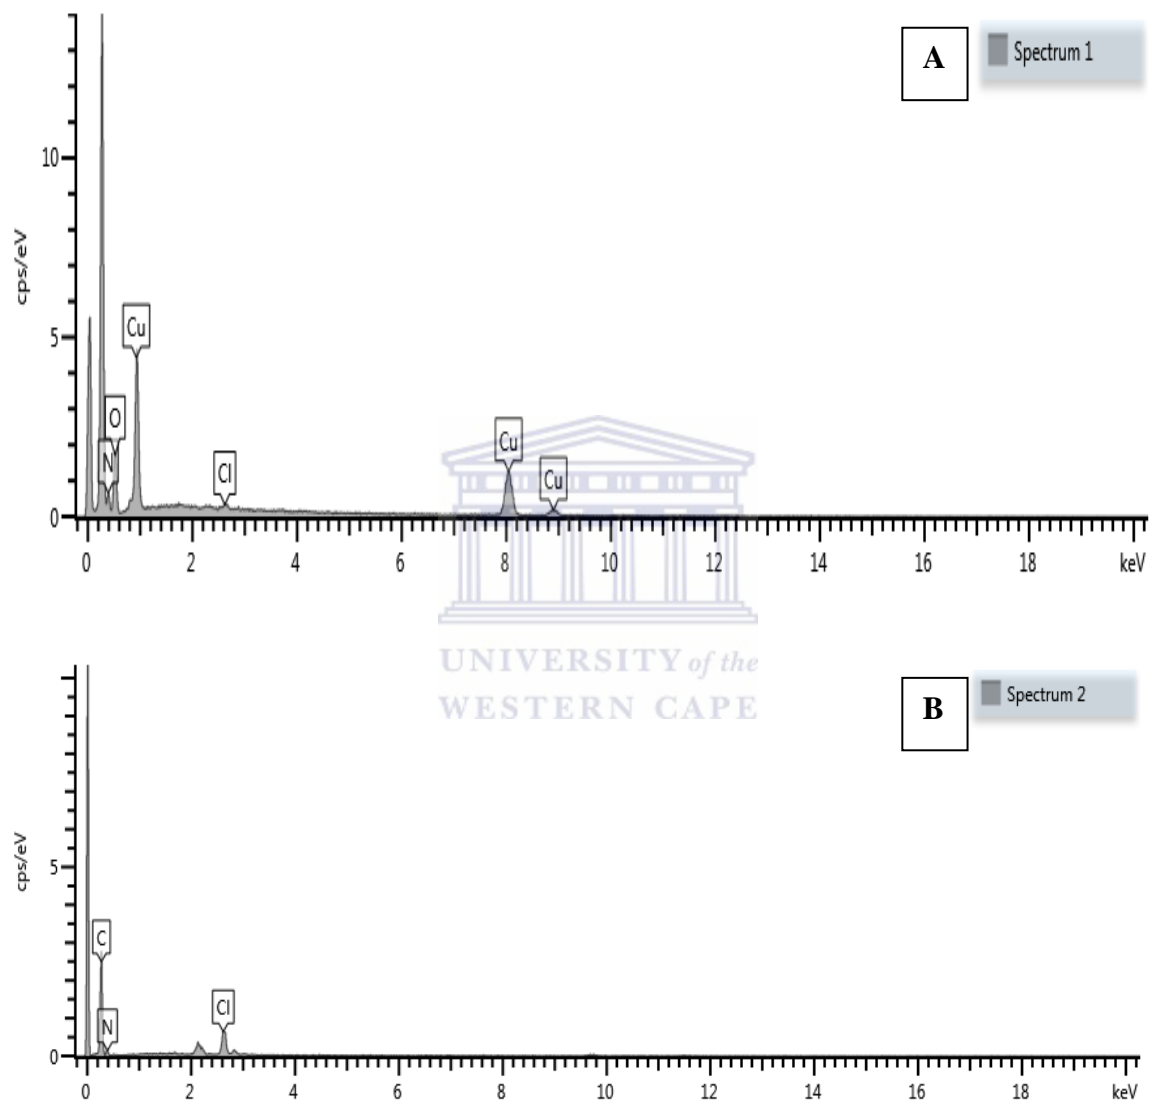 A
Spectrum 1
10
cps/eV
Cu
5
O
N
Cl
Cu
Cu
0
0 2 4 6 8 10 12 14 16 18 keV
UNIVERSITY of the
WESTERN CAPE
B
Spectrum 2
cps/eV
5
C
Cl
N
0
0 2 4 6 8 10 12 14 16 18 keV